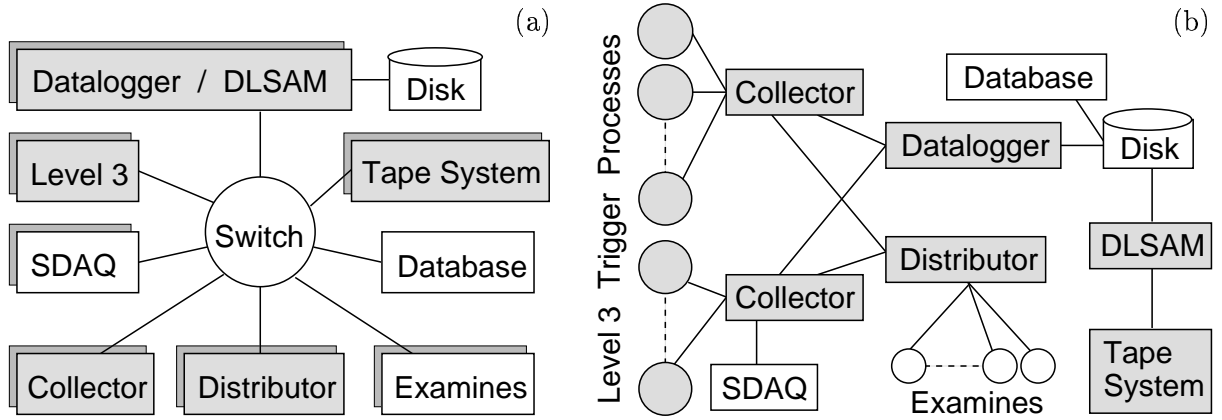 (a)
Datalogger / DLSAM
Disk
Level 3
Tape System
Switch
SDAQ
Database
Collector
Distributor
Examines
(b)
Level 3 Trigger Processes
Database
Collector
Datalogger
Disk
Distributor
DLSAM
Collector
SDAQ
Examines
Tape
System